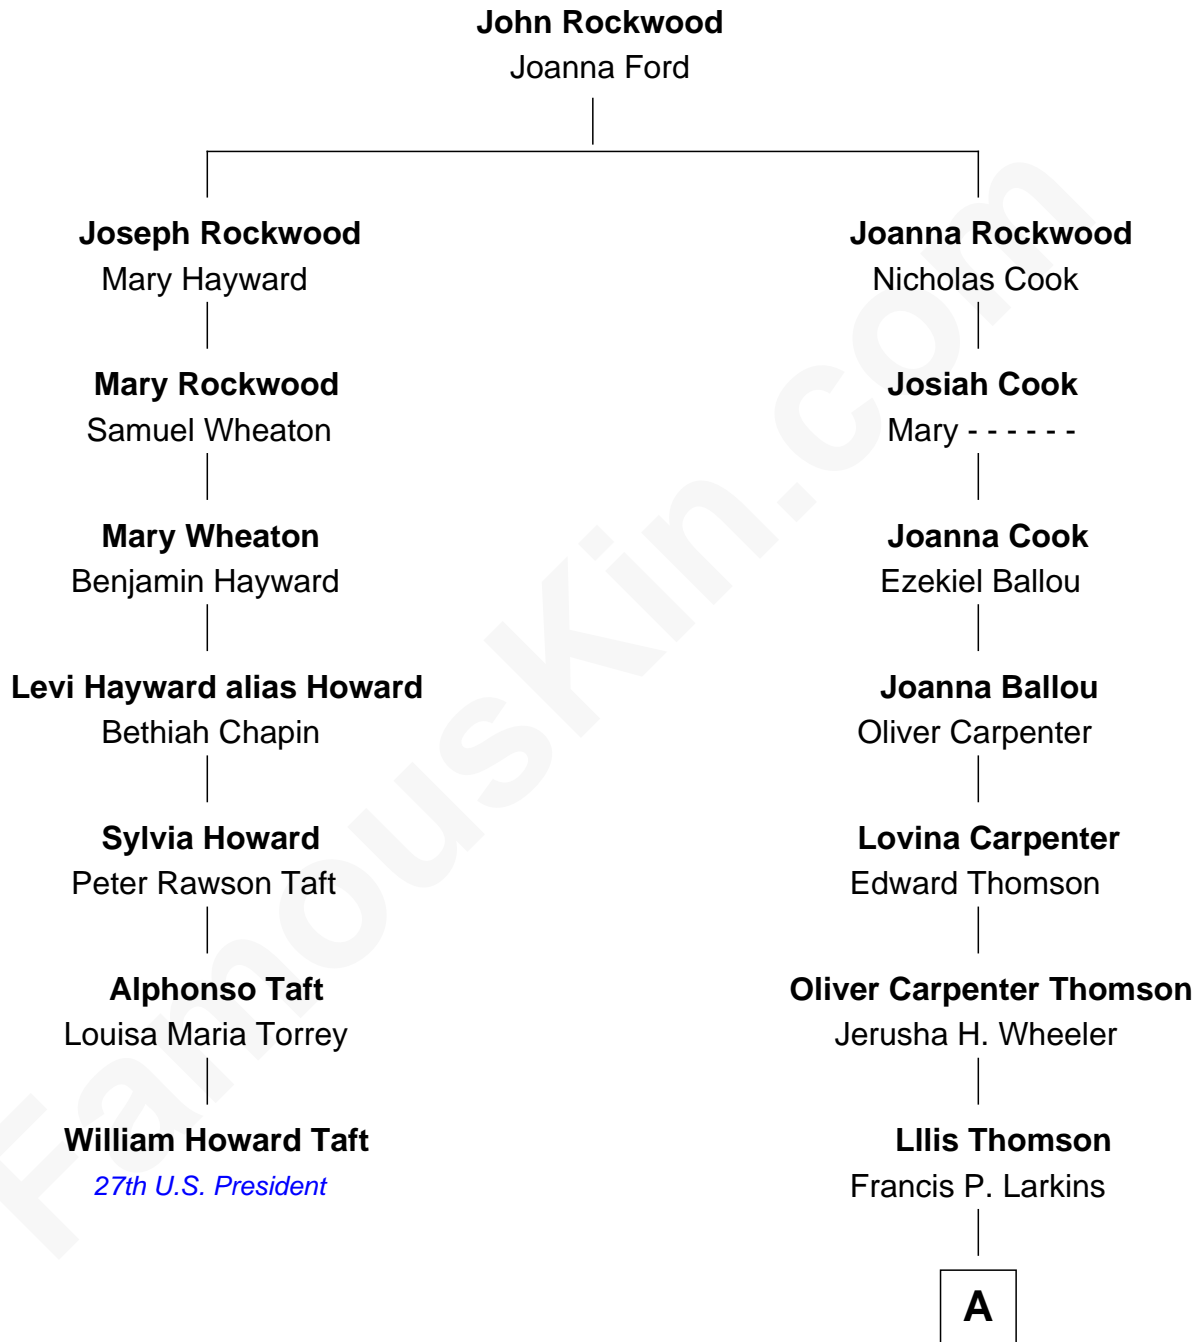 John Rockwood
Joanna Ford
Joseph Rockwood
Mary Hayward
Joanna Rockwood
Nicholas Cook
Mary Rockwood
Samuel Wheaton
Josiah Cook
Mary - - - - - -
Mary Wheaton
Benjamin Hayward
Joanna Cook
Ezekiel Ballou
Levi Hayward alias Howard
Bethiah Chapin
Joanna Ballou
Oliver Carpenter
Sylvia Howard
Peter Rawson Taft
Lovina Carpenter
Edward Thomson
Alphonso Taft
Louisa Maria Torrey
Oliver Carpenter Thomson
Jerusha H. Wheeler
William Howard Taft
27th U.S. President
Lllis Thomson
Francis P. Larkins
A
FamousKin.com